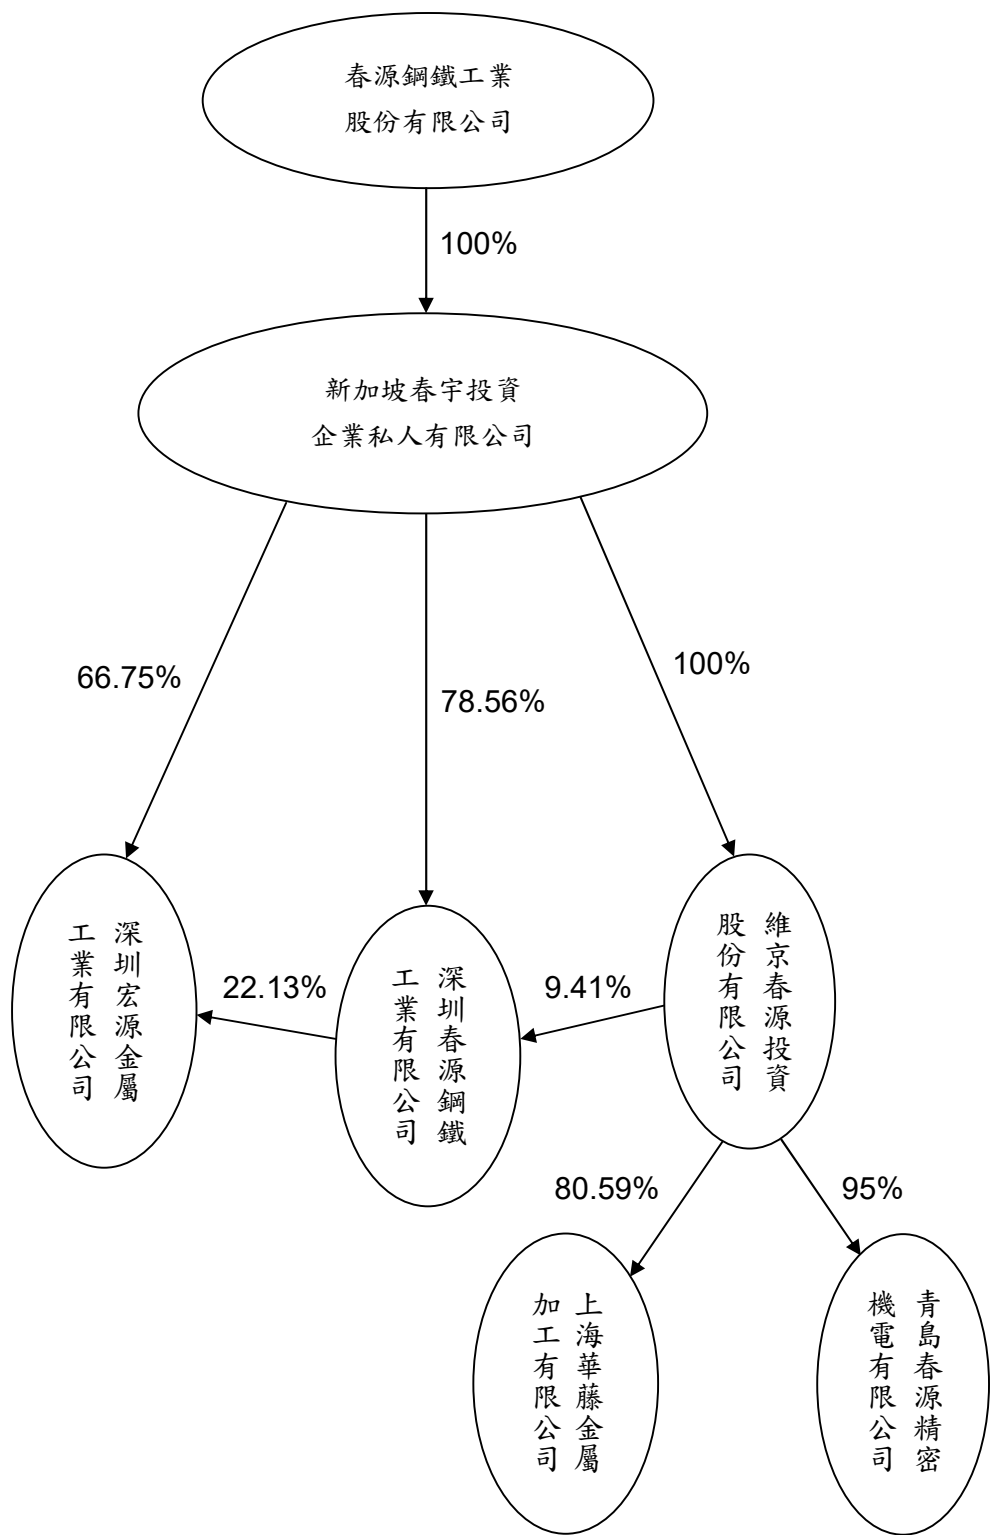 春源鋼鐵工業
股份有限公司
100%
新加坡春宇投資
企業私人有限公司
66.75%
78.56%
100%
深圳宏源金屬
工業有限公司
22.13%
深圳春源鋼鐵
工業有限公司
9.41%
維京春源投資
股份有限公司
80.59%
95%
上海華藤金屬
加工有限公司
青島春源精密
機電有限公司